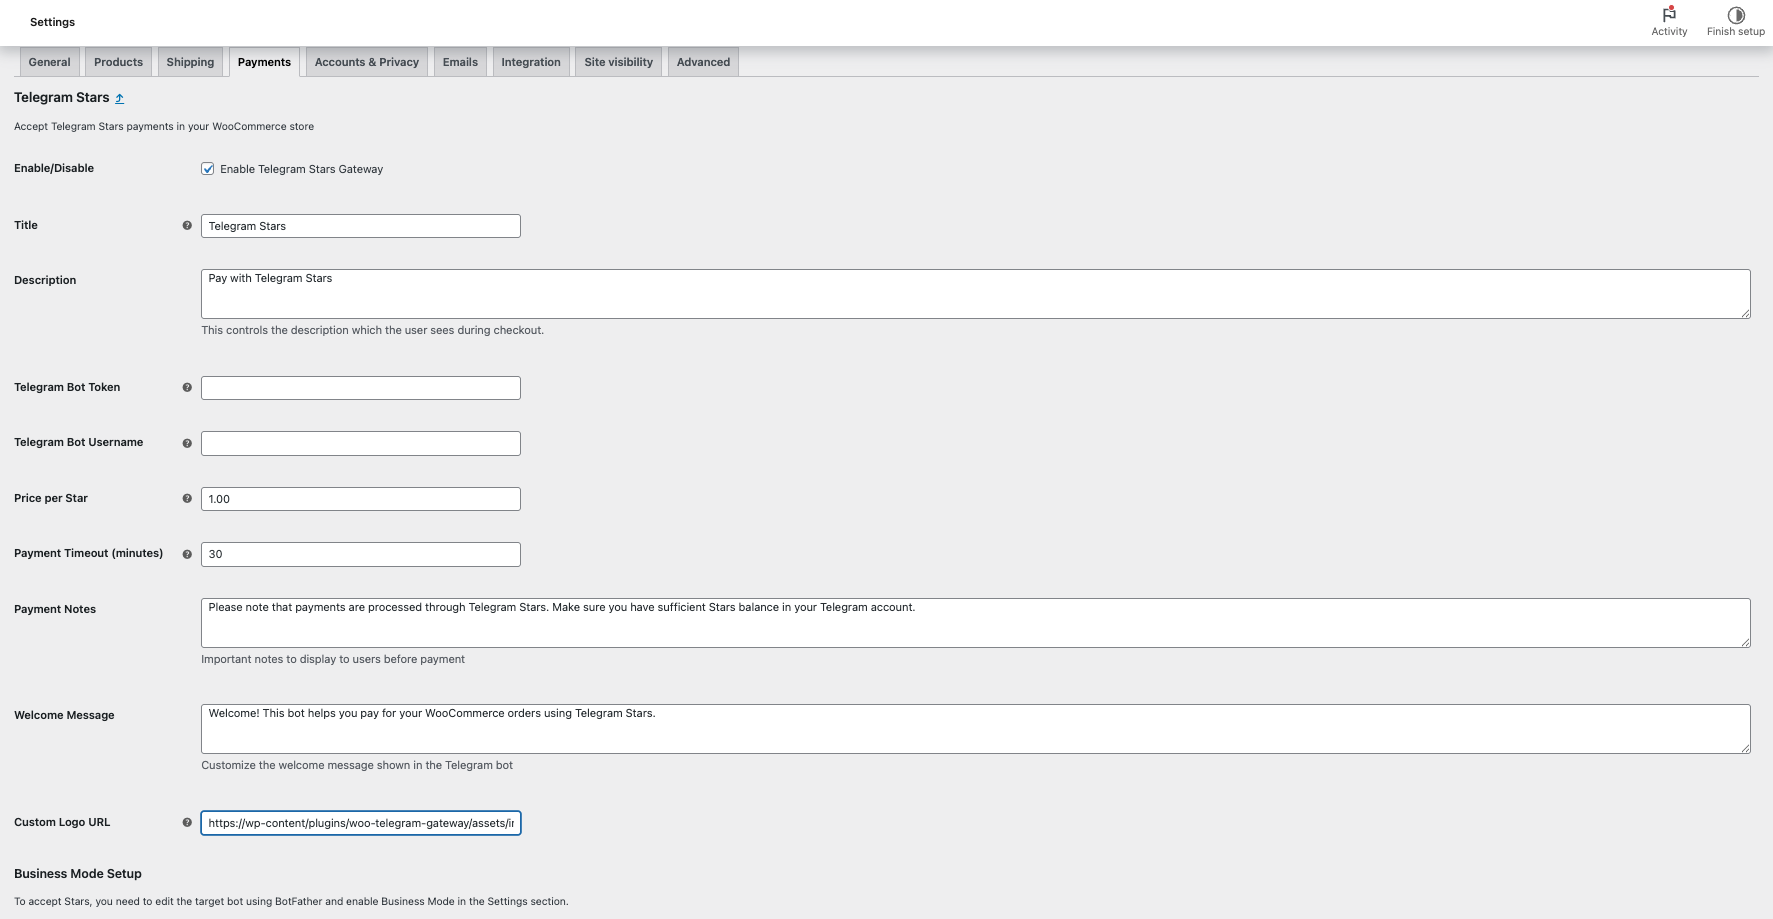 Settings
Activity
Finish setup
General
Products
Shipping
Payments
Accounts & Privacy
Emails
Integration
Site visibility
Advanced
Telegram Stars
Accept Telegram Stars payments in your WooCommerce store
Enable/Disable
Enable Telegram Stars Gateway
Title
Telegram Stars
Description
Pay with Telegram Stars
This controls the description which the user sees during checkout.
Telegram Bot Token
Telegram Bot Username
Price per Star
1.00
Payment Timeout (minutes)
30
Payment Notes
Please note that payments are processed through Telegram Stars. Make sure you have sufficient Stars balance in your Telegram account.
Important notes to display to users before payment
Welcome Message
Welcome! This bot helps you pay for your WooCommerce orders using Telegram Stars.
Customize the welcome message shown in the Telegram bot
Custom Logo URL
https://wp-content/plugins/woo-telegram-gateway/assets/i
Business Mode Setup
To accept Stars, you need to edit the target bot using BotFather and enable Business Mode in the Settings section.